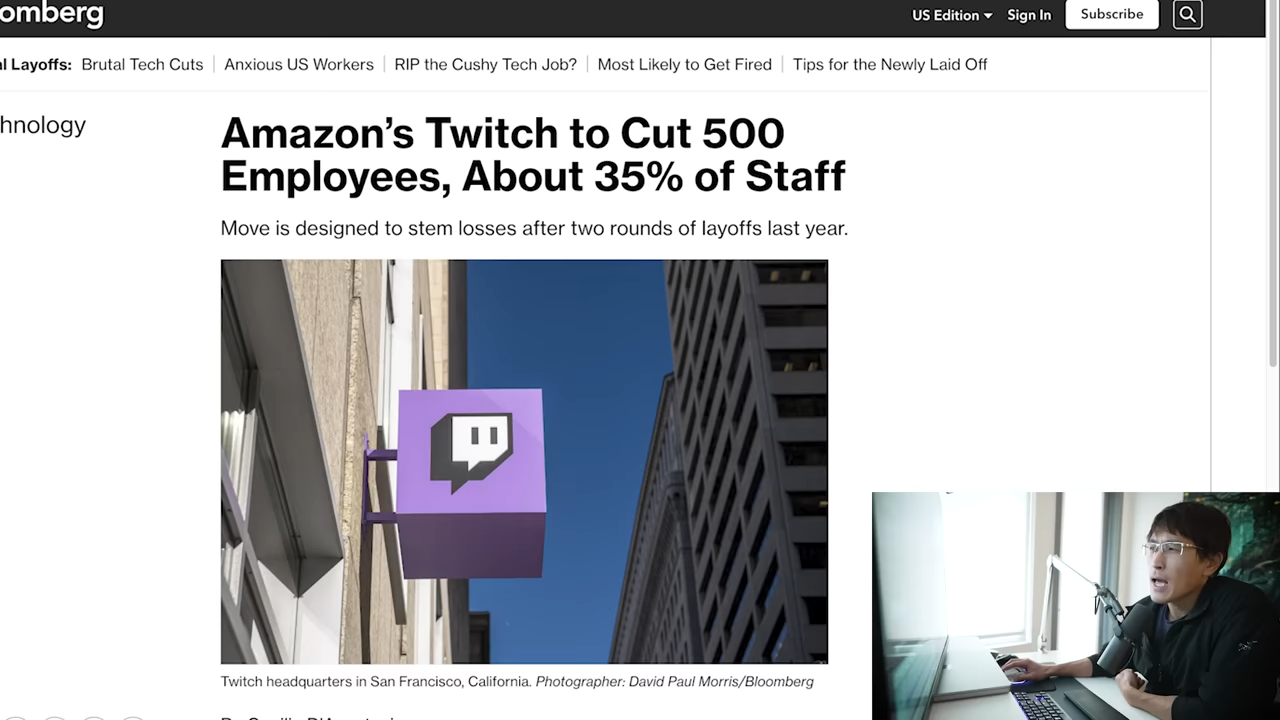 omberg
US Edition Sign In Subscribe
al Layoffs: Brutal Tech Cuts Anxious US Workers RIP the Cushy Tech Job? Most Likely to Get Fired Tips for the Newly Laid Off
hnology
Amazon's Twitch to Cut 500
Employees, About 35% of Staff
Move is designed to stem losses after two rounds of layoffs last year.
Twitch headquarters in San Francisco, California. Photographer: David Paul Morris/Bloomberg